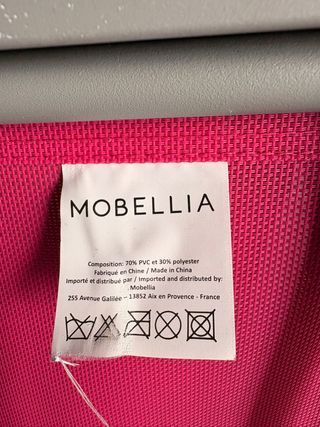 MOBELLIA
Composition: 70% PVC et 30% polyester
Fabriqué en Chine / Made in China
Importé et distribué par / Imported and distributed by:
Mobellia
255 Avenue Galilée – 13852 Aix en Provence - France